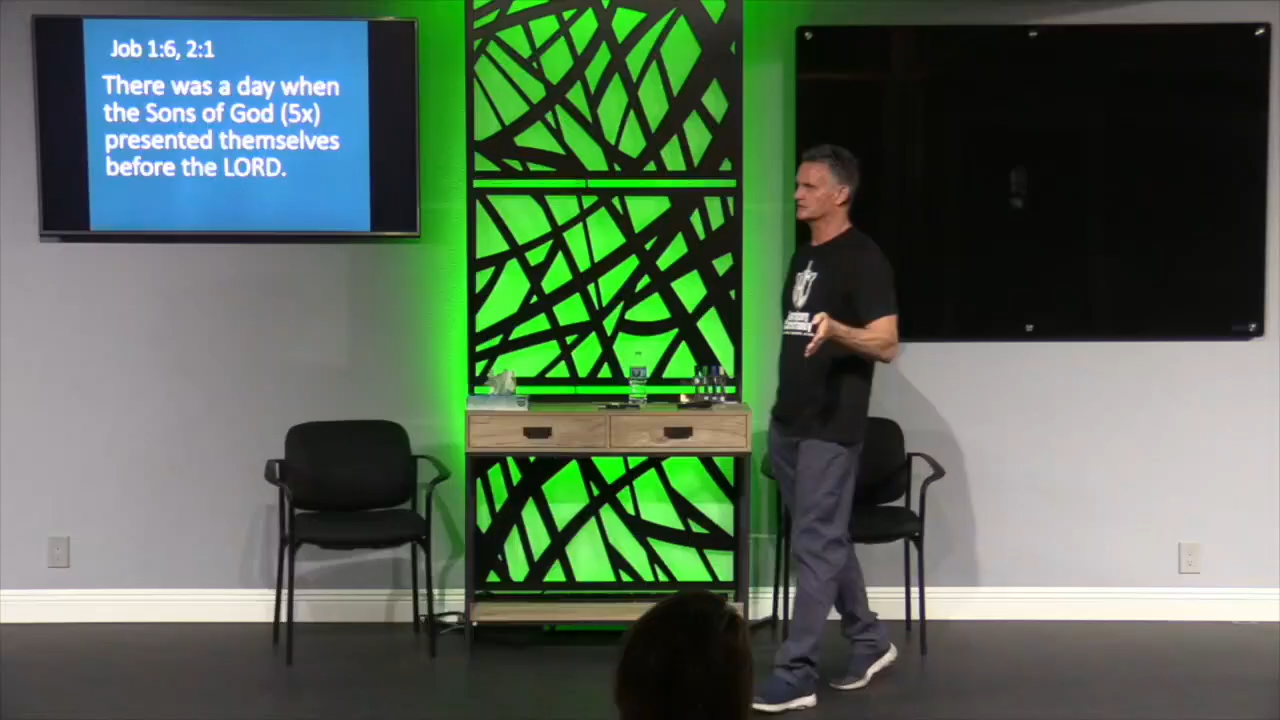 Job 1:6, 2:1
There was a day when
the Sons of God (5x)
presented themselves
before the LORD.